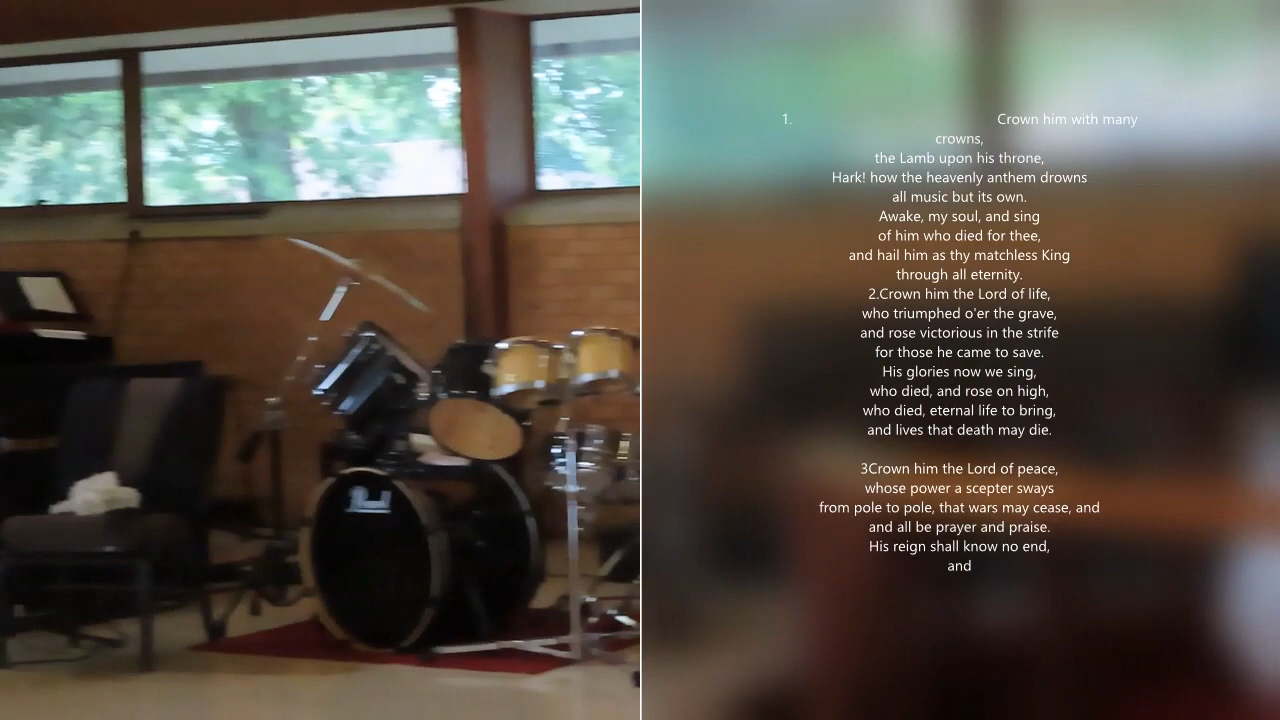 Pearl
1. Crown him with many
crowns,
the Lamb upon his throne,
Hark! how the heavenly anthem drowns
all music but its own.
Awake, my soul, and sing
of him who died for thee,
and hail him as thy matchless King
through all eternity.
2.Crown him the Lord of life,
who triumphed o'er the grave,
and rose victorious in the strife
for those he came to save.
His glories now we sing,
who died, and rose on high,
who died, eternal life to bring,
and lives that death may die.
3Crown him the Lord of peace,
whose power a scepter sways
from pole to pole, that wars may cease, and
and all be prayer and praise.
His reign shall know no end,
and